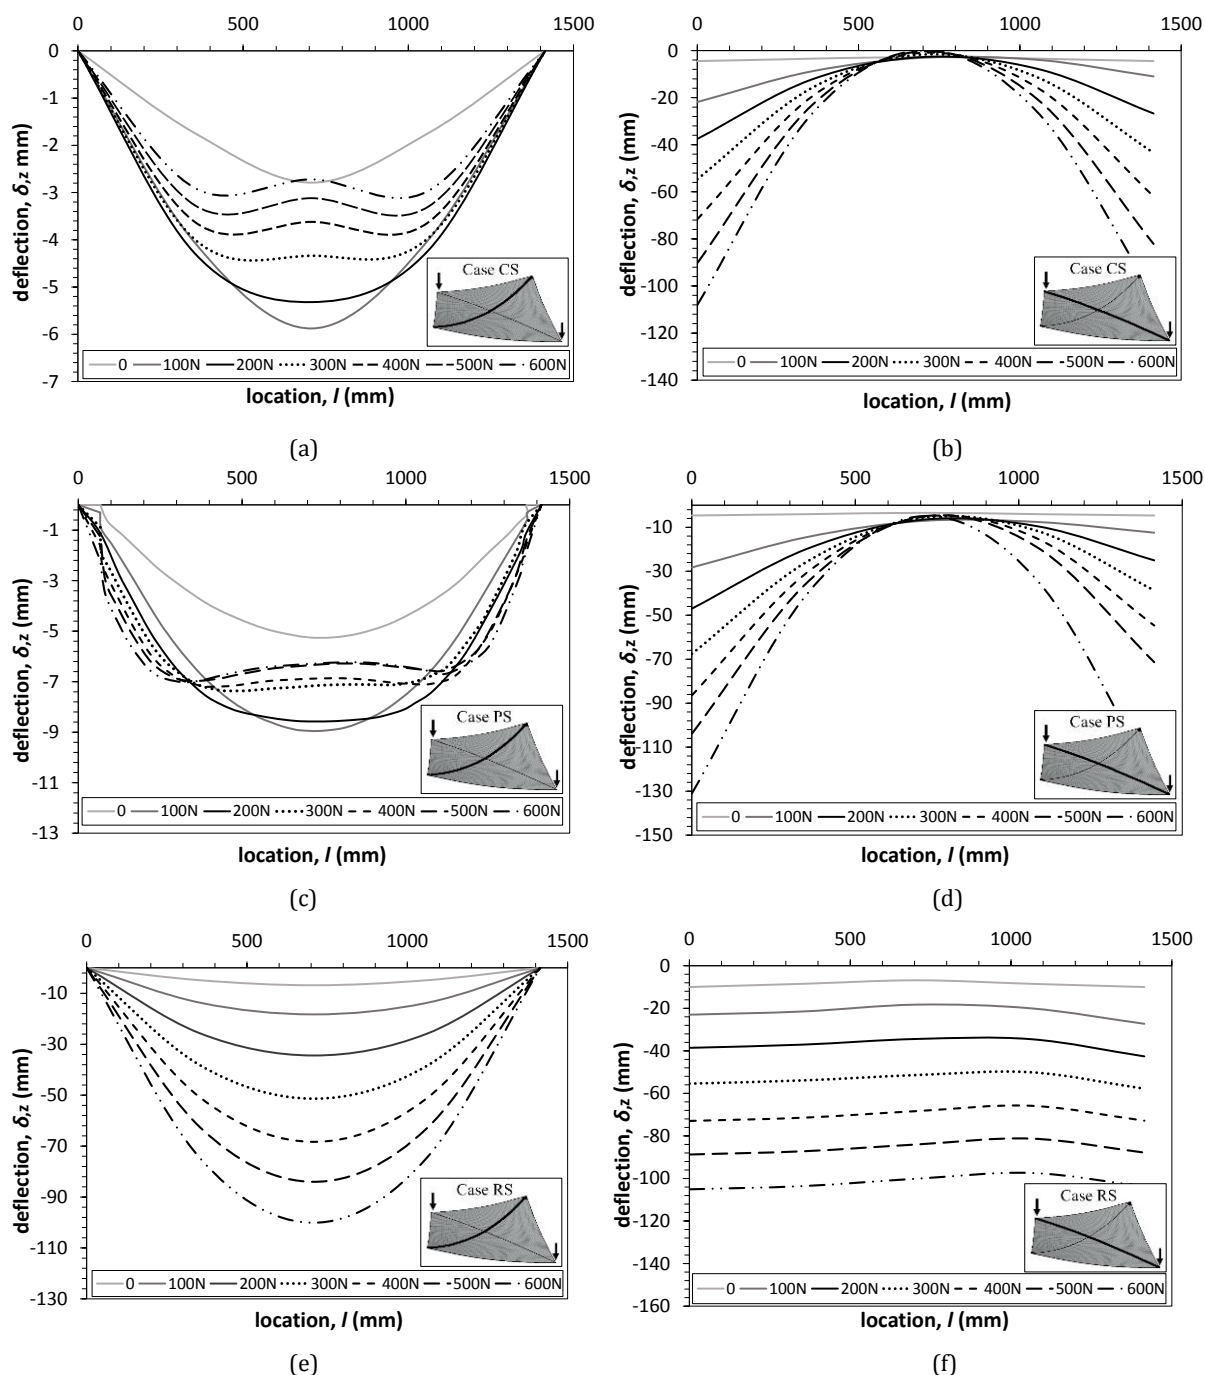 0 500 1000 1500
0
-1
-2
-3
-4
-5
-6
-7
deflection, δ,z mm)
Case CS
0 100N 200N 300N 400N 500N 600N
location, l (mm)
(a)
0 500 1000 1500
0
-20
-40
-60
-80
-100
-120
-140
deflection, δ,z (mm)
Case CS
0 100N 200N 300N 400N 500N 600N
location, l (mm)
(b)
0 500 1000 1500
-1
-3
-5
-7
-9
-11
-13
deflection, δ,z (mm)
Case PS
0 100N 200N 300N 400N 500N 600N
location, l (mm)
(c)
0 500 1000 1500
-10
-30
-50
-70
-90
-110
-130
-150
deflection, δ,z (mm)
Case PS
0 100N 200N 300N 400N 500N 600N
location, l (mm)
(d)
0 500 1000 1500
-10
-30
-50
-70
-90
-110
-130
deflection, δ,z (mm)
Case RS
0 100N 200N 300N 400N 500N 600N
location, l (mm)
(e)
0 500 1000 1500
0
-20
-40
-60
-80
-100
-120
-140
-160
deflection, δ,z (mm)
Case RS
0 100N 200N 300N 400N 500N 600N
location, l (mm)
(f)